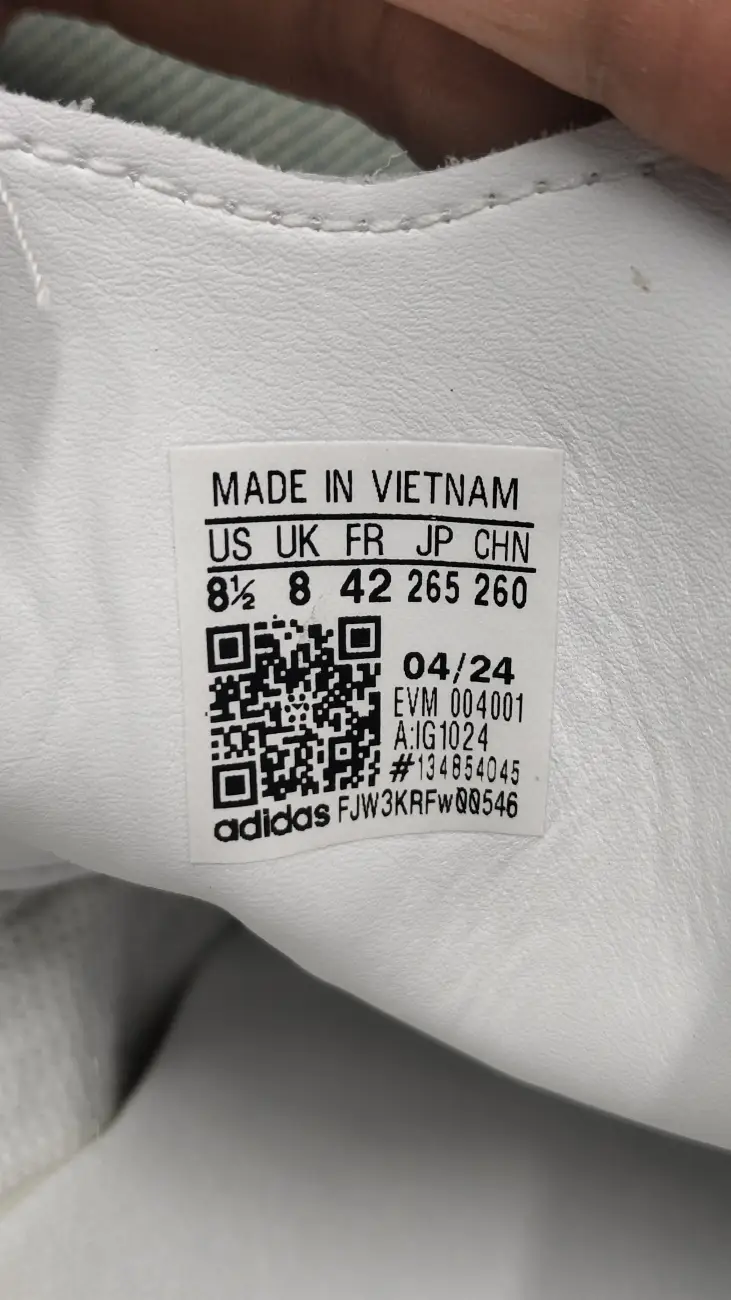 MADE IN VIETNAM
US UK FR JP CHN
8½ 8 42 265 260
04/24
EVM 004001
A:IG1024
#134854045
adidas FJW3KRFw00546